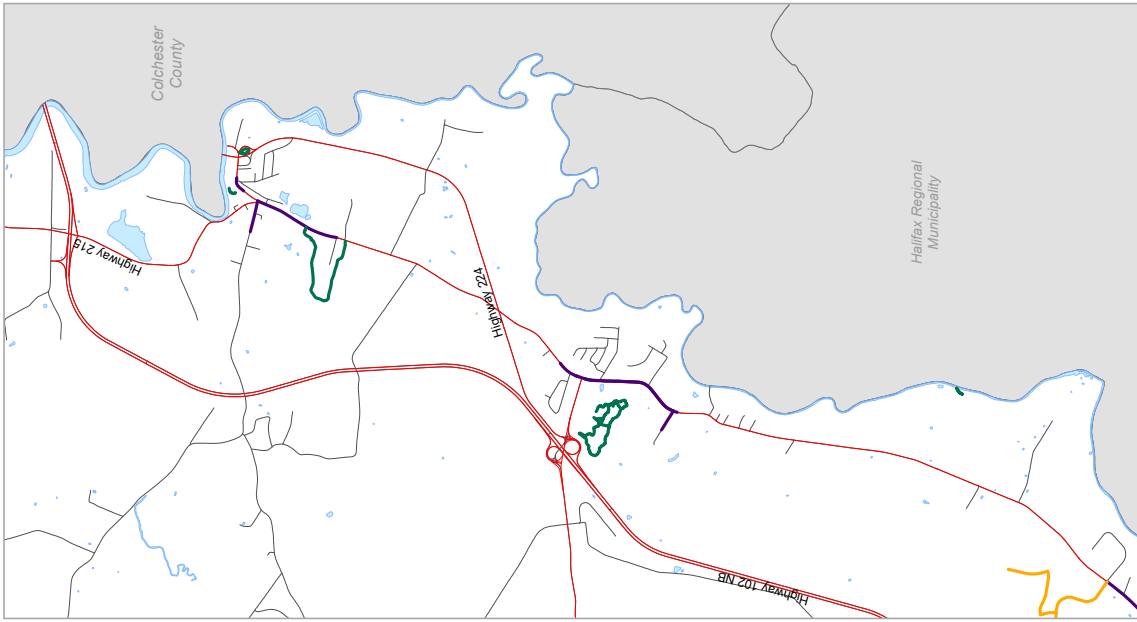 Colchester
County
Halifax Regional
Municipality
Highway 215
Highway 224
Highway 102 NB